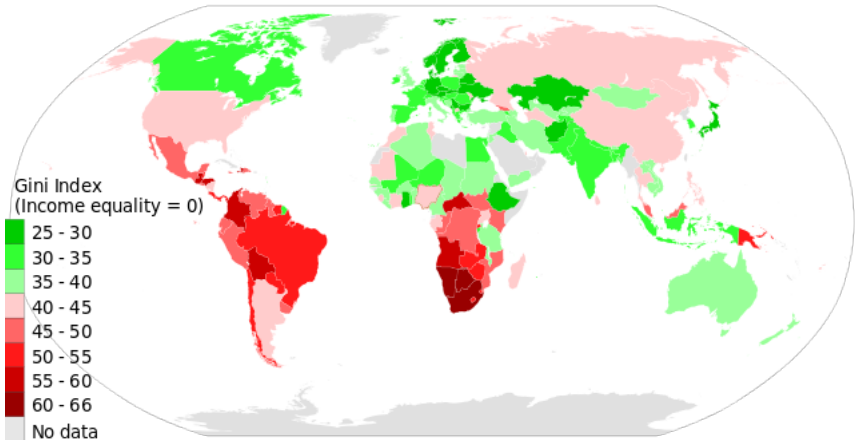 Gini Index
(Income equality = 0)
25 - 30
30 - 35
35 - 40
40 - 45
45 - 50
50 - 55
55 - 60
60 - 66
No data